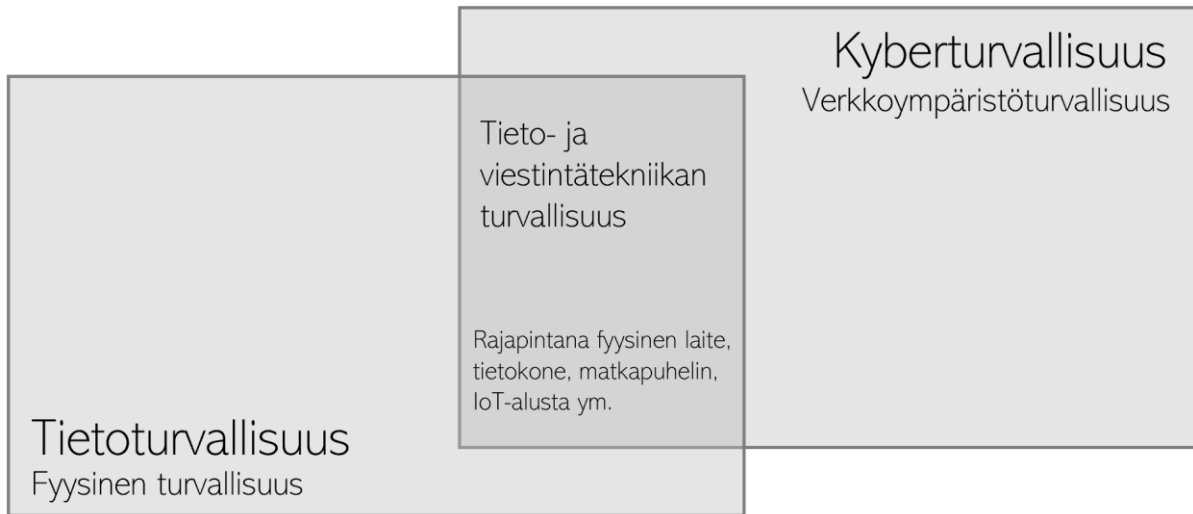 Kyberturvallisuus
Verkkoympäristöturvallisuus
Tieto- ja
viestintätekniikan
turvallisuus
Rajapintana fyysinen laite,
tietokone, matkapuhelin,
IoT-alusta ym.
Tietoturvallisuus
Fyysinen turvallisuus